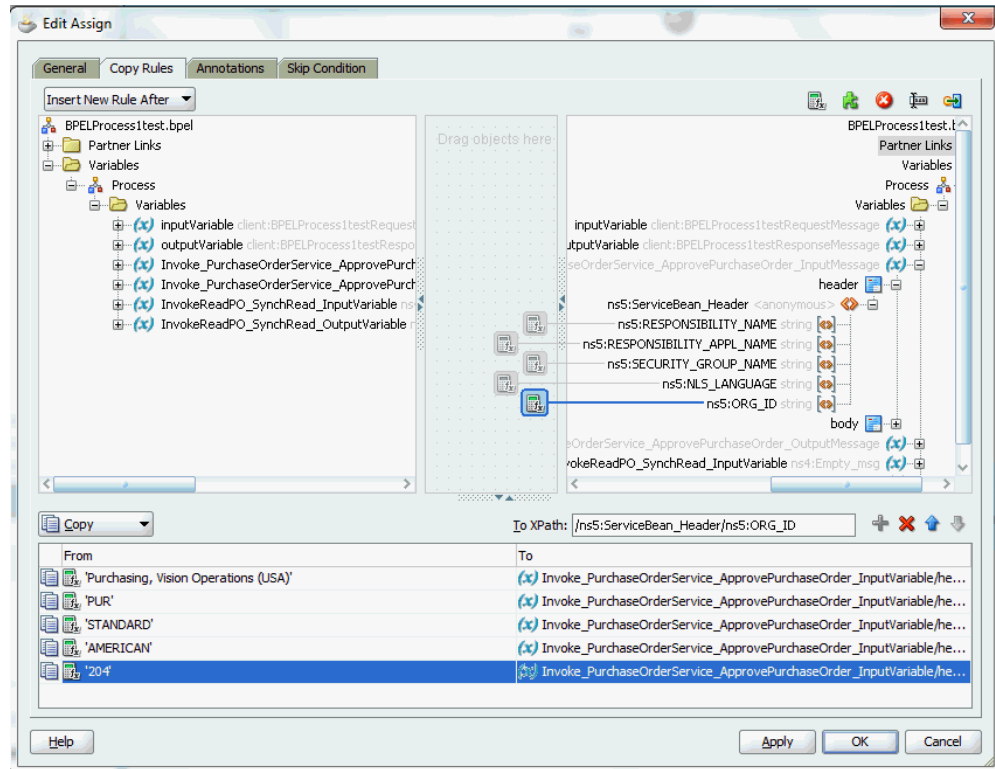 Edit Assign
General Copy Rules Annotations Skip Condition
Insert New Rule After
BPELProcess1test.bpel
Partner Links
Variables
Process
Variables
inputVariable client:BPELProcess1testRequest
outputVariable client:BPELProcess1testRespo
Invoke_PurchaseOrderService_ApprovePurch
Invoke_PurchaseOrderService_ApprovePurch
InvokeReadPO_SynchRead_InputVariable ns
InvokeReadPO_SynchRead_OutputVariable
Drag objects here
BPELProcess1test.
Partner Links
Variables
Process
Variables
inputVariable client:BPELProcess1testRequestMessage
utputVariable client:BPELProcess1testResponseMessage
seOrderService_ApprovePurchaseOrder_InputMessage
header
ns5:ServiceBean_Header <anonymous>
ns5:RESPONSIBILITY_NAME string
ns5:RESPONSIBILITY_APPL_NAME string
ns5:SECURITY_GROUP_NAME string
ns5:NLS_LANGUAGE string
ns5:ORG_ID string
body
eOrderService_ApprovePurchaseOrder_OutputMessage
vokeReadPO_SynchRead_InputVariable ns4:Empty_msg
Copy
To XPath: /ns5:ServiceBean_Header/ns5:ORG_ID
From To
'Purchasing, Vision Operations (USA)' Invoke_PurchaseOrderService_ApprovePurchaseOrder_InputVariable/he...
'PUR' Invoke_PurchaseOrderService_ApprovePurchaseOrder_InputVariable/he...
'STANDARD' Invoke_PurchaseOrderService_ApprovePurchaseOrder_InputVariable/he...
'AMERICAN' Invoke_PurchaseOrderService_ApprovePurchaseOrder_InputVariable/he...
'204' Invoke_PurchaseOrderService_ApprovePurchaseOrder_InputVariable/he...
Help Apply OK Cancel